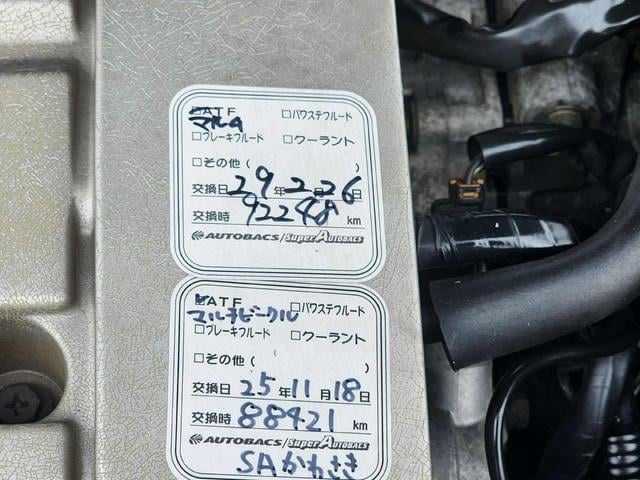 ☑ATF □パワステフルード
マルチ
□ブレーキフルード □クーラント
□その他( )
交換日 29年 2月 26日
交換時 92248 km
AUTOBACS/Super AUTOBACS
☑ATF □パワステフルード
マルチビークル
□ブレーキフルード □クーラント
□その他( )
交換日 25年 11月 18日
交換時 88421 km
AUTOBACS/Super AUTOBACS
SAかわさき